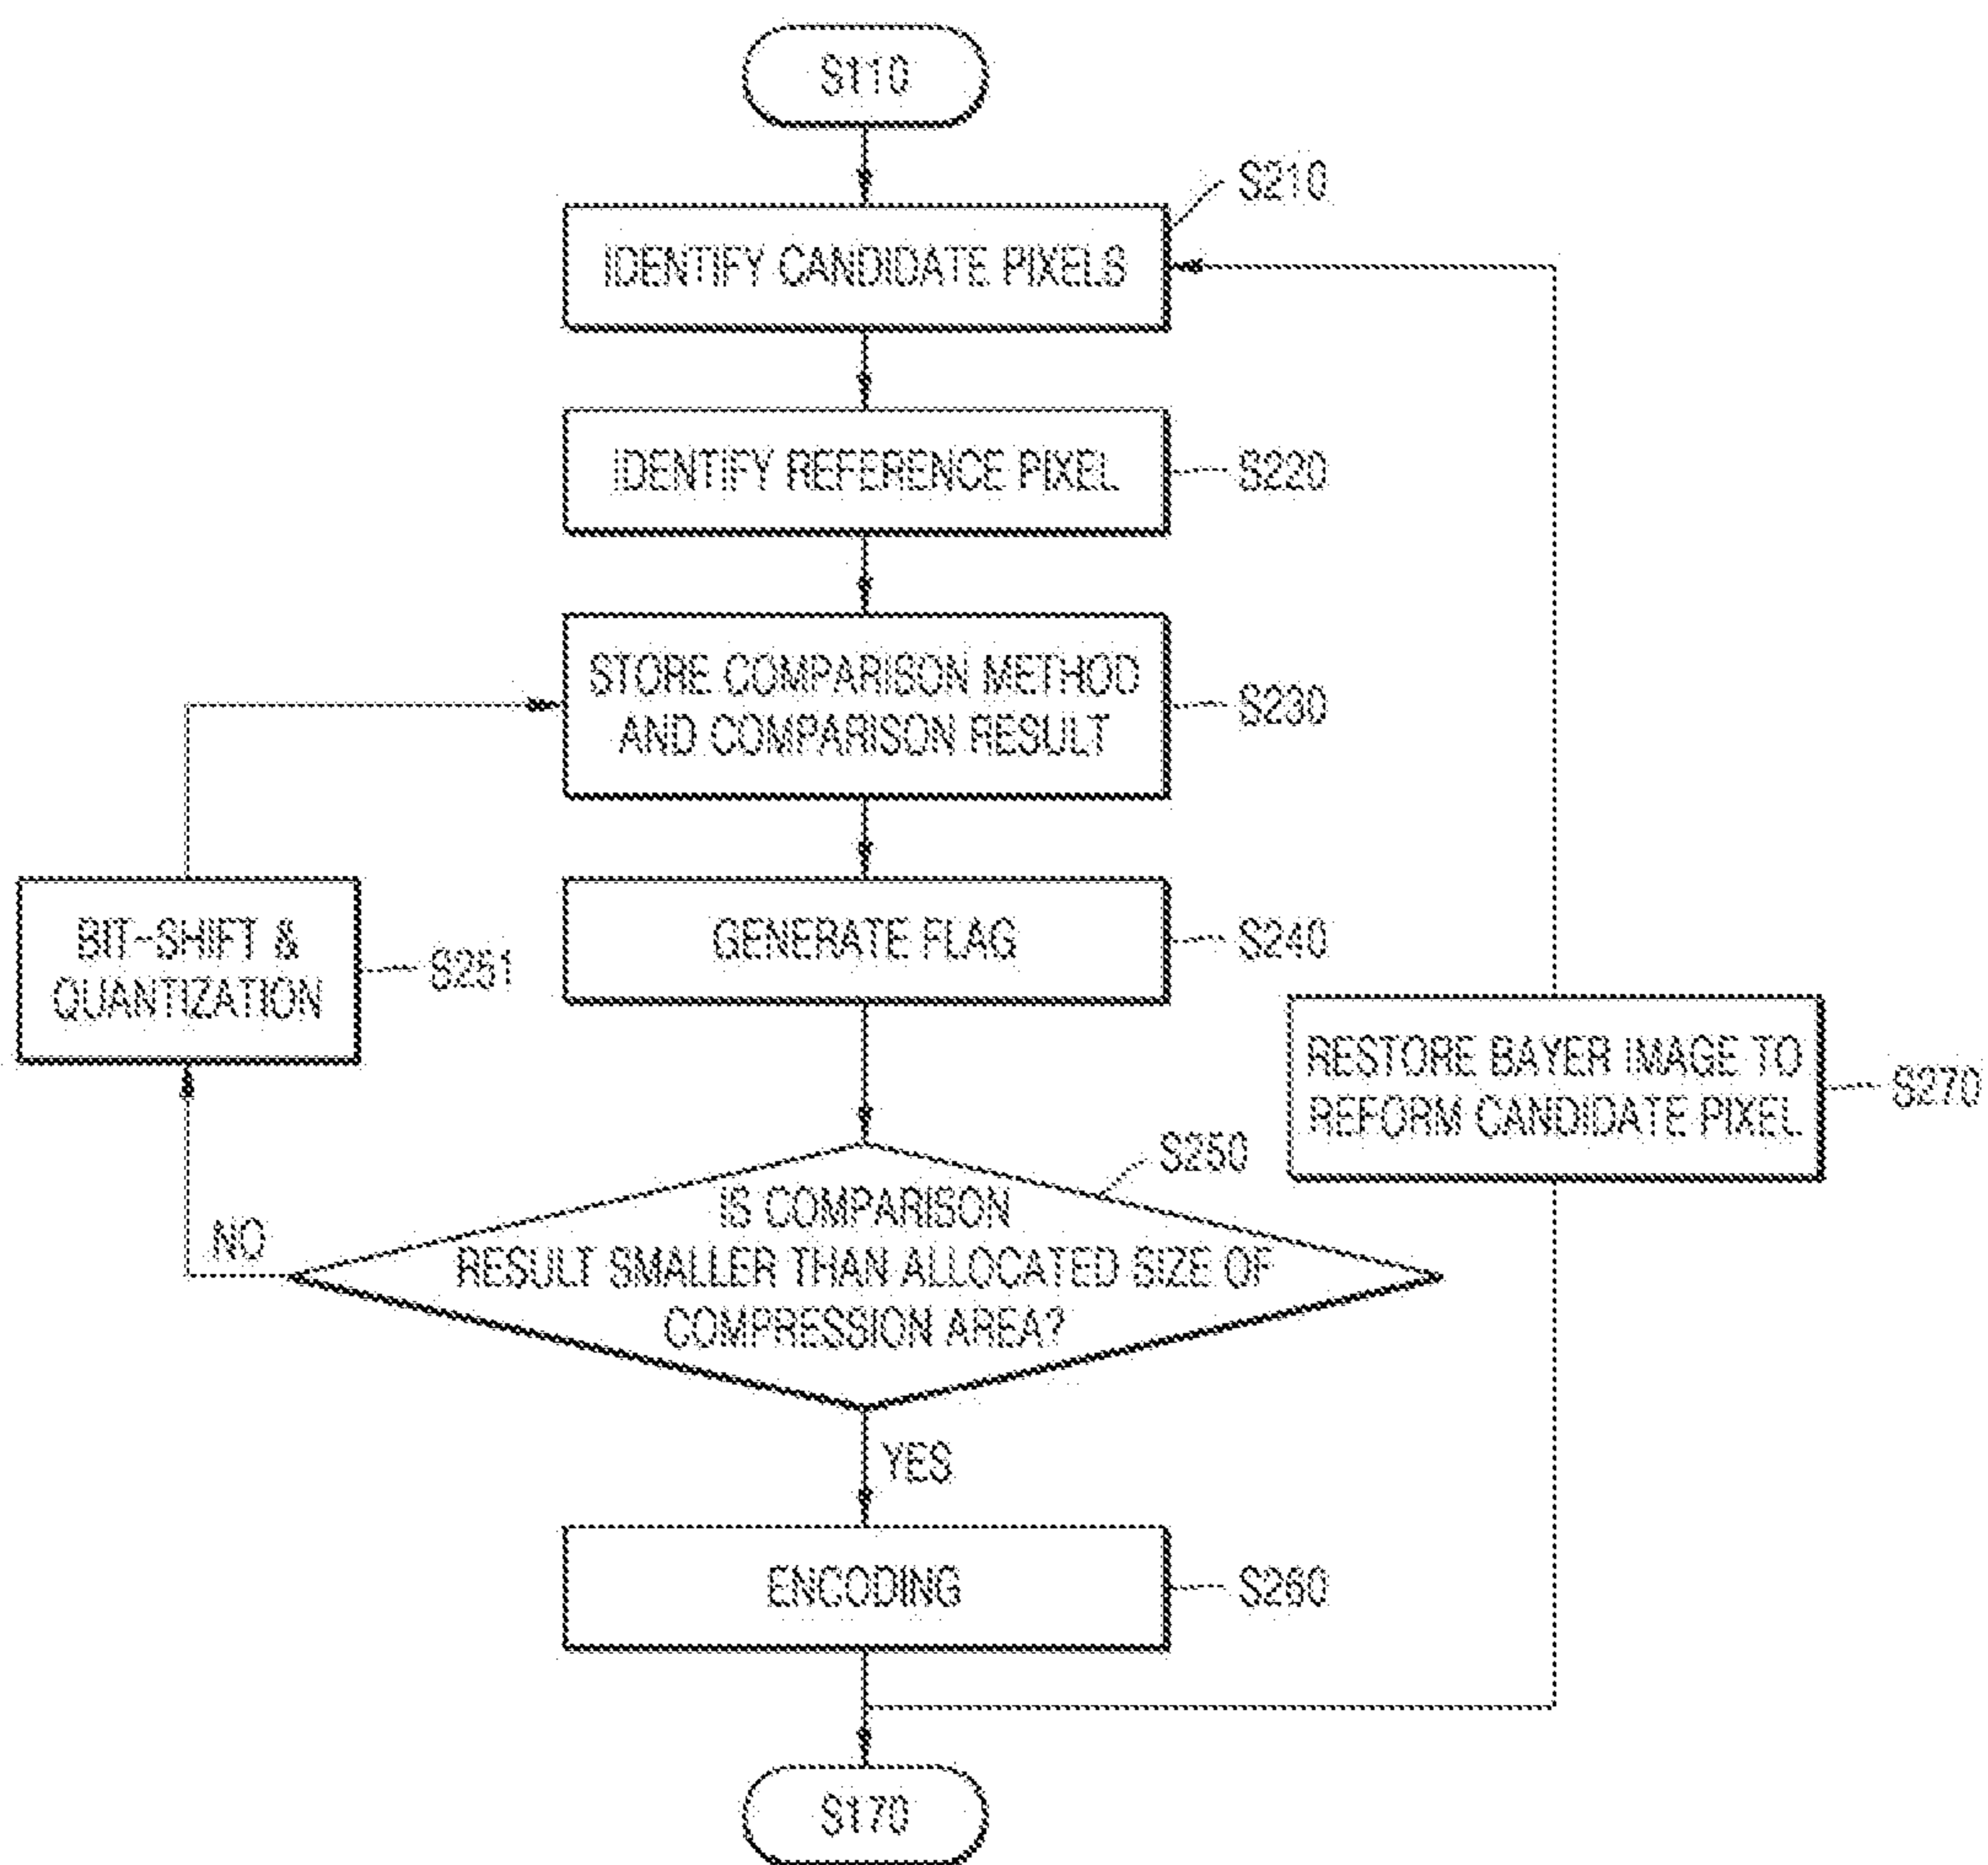 S110
S210
IDENTIFY CANDIDATE PIXELS
IDENTIFY REFERENCE PIXEL
S220
STORE COMPARISON METHOD
AND COMPARISON RESULT
S230
BIT-SHIFT &
QUANTIZATION
S251
GENERATE FLAG
S240
RESTORE BAYER IMAGE TO
REFORM CANDIDATE PIXEL
S270
S250
IS COMPARISON
RESULT SMALLER THAN ALLOCATED SIZE OF
COMPRESSION AREA?
NO
YES
ENCODING
S260
S170